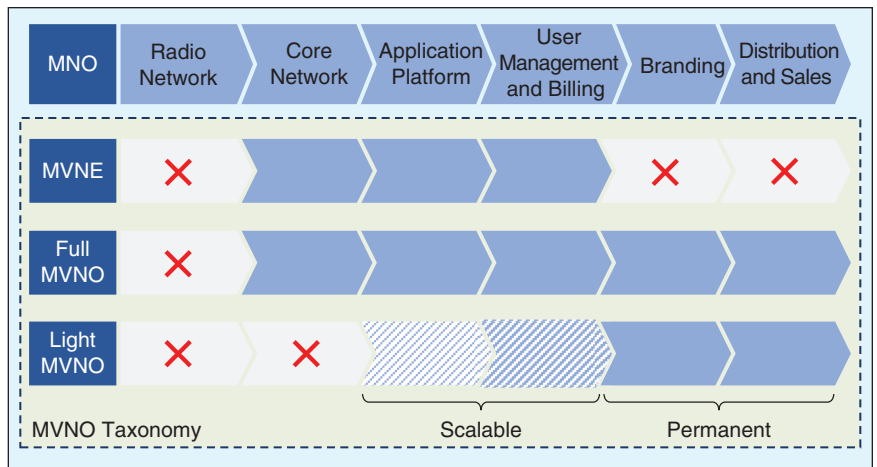 MNO
Radio
Network
Core
Network
Application
Platform
User
Management
and Billing
Branding
Distribution
and Sales
MVNE
Full
MVNO
Light
MVNO
MVNO Taxonomy
Scalable
Permanent